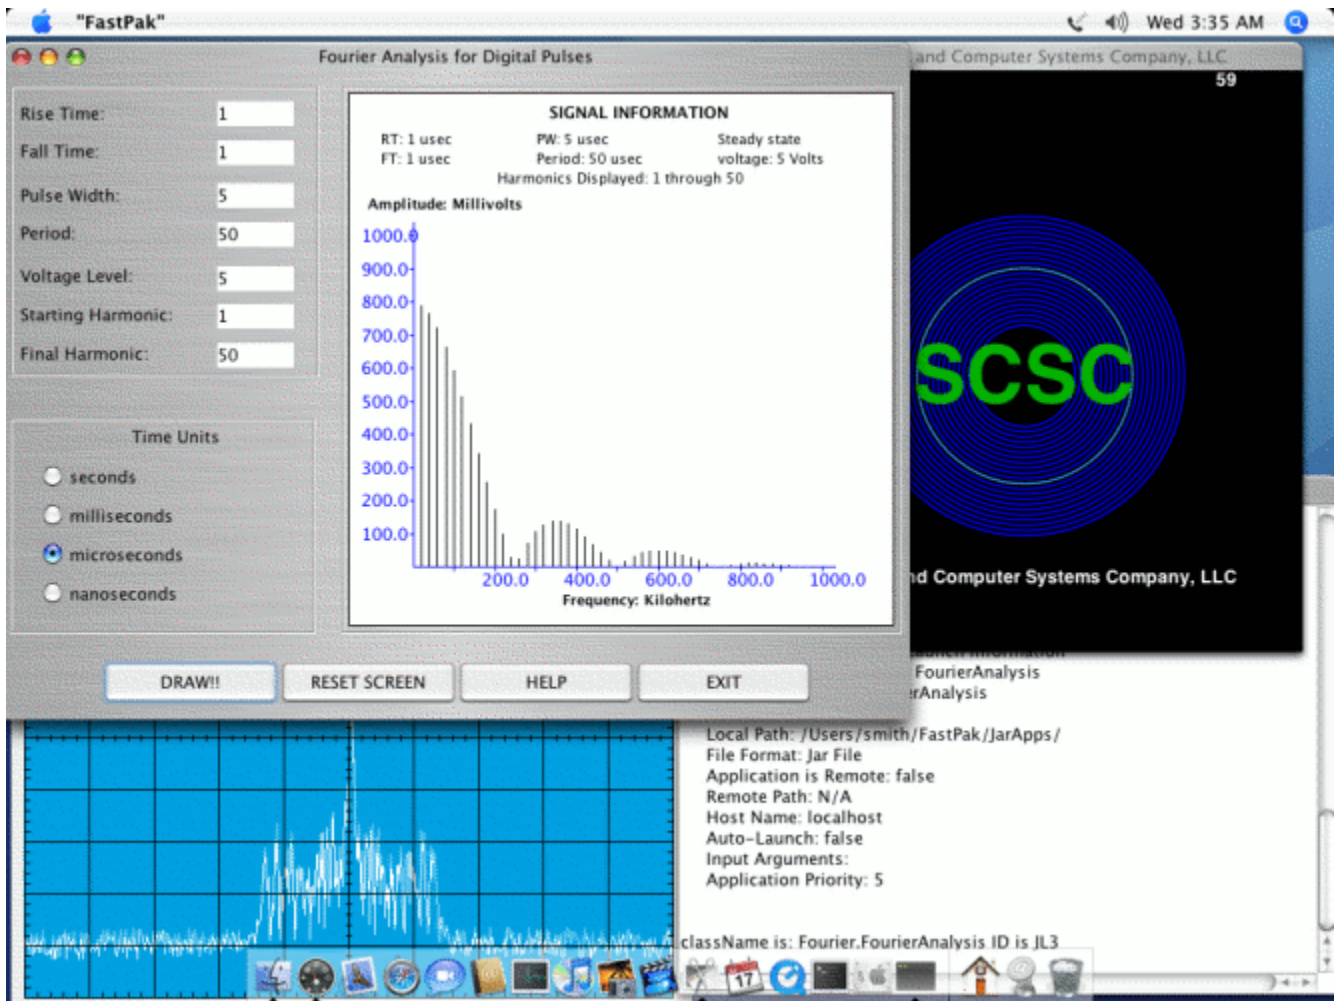 "FastPak"
Wed 3:35 AM
Fourier Analysis for Digital Pulses
Rise Time: 1
Fall Time: 1
Pulse Width: 5
Period: 50
Voltage Level: 5
Starting Harmonic: 1
Final Harmonic: 50
Time Units
seconds
milliseconds
microseconds
nanoseconds
SIGNAL INFORMATION
RT: 1 usec PW: 5 usec Steady state
FT: 1 usec Period: 50 usec voltage: 5 Volts
Harmonics Displayed: 1 through 50
Amplitude: Millivolts
1000.0
900.0
800.0
700.0
600.0
500.0
400.0
300.0
200.0
100.0
200.0 400.0 600.0 800.0 1000.0
Frequency: Kilohertz
DRAW!! RESET SCREEN HELP EXIT
and Computer Systems Company, LLC
59
SCSC
nd Computer Systems Company, LLC
FourierAnalysis
rAnalysis
Local Path: /Users/smith/FastPak/JarApps/
File Format: Jar File
Application is Remote: false
Remote Path: N/A
Host Name: localhost
Auto-Launch: false
Input Arguments:
Application Priority: 5
className is: Fourier.FourierAnalysis ID is JL3
17